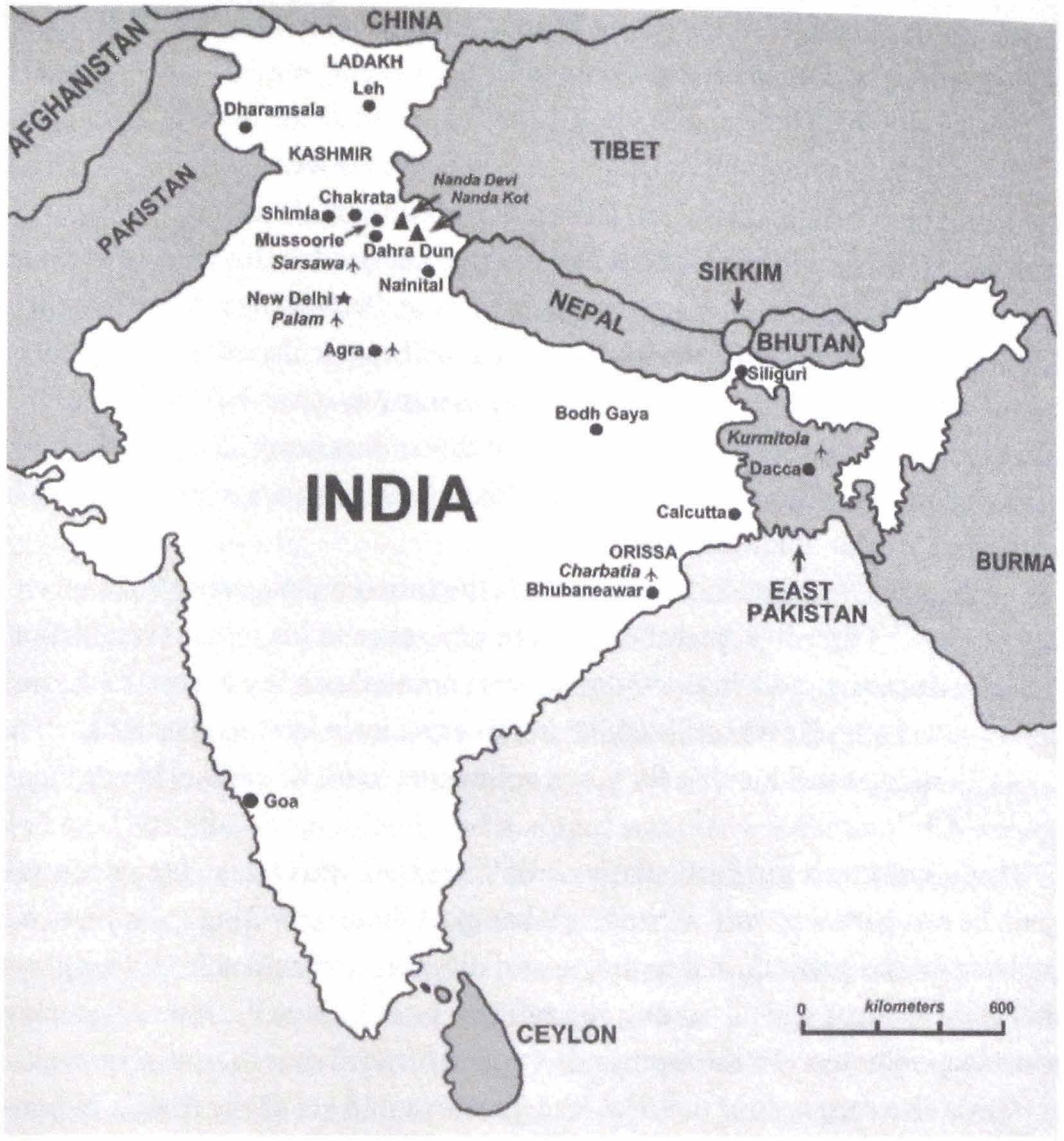 CHINA
AFGHANISTAN
LADAKH
Leh
Dharamsala
KASHMIR
TIBET
PAKISTAN
Nanda Devi
Nanda Kot
Chakrata
Shimla
Mussoorie
Dahra Dun
Sarsawa
Nainital
New Delhi
Palam
Agra
SIKKIM
NEPAL
BHUTAN
Siliguri
Bodh Gaya
Kurmitola
Dacca
INDIA
Calcutta
ORISSA
Charbatia
Bhubaneawar
EAST
PAKISTAN
BURMA
Goa
CEYLON
kilometers
0 600